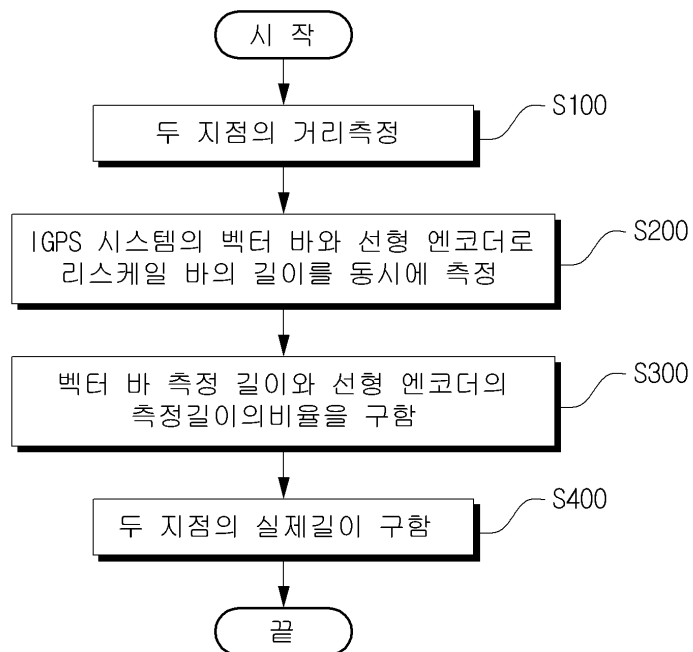 시 작
두 지점의 거리측정
S100
IGPS 시스템의 벡터 바와 선형 엔코더로
리스케일 바의 길이를 동시에 측정
S200
벡터 바 측정 길이와 선형 엔코더의
측정길이의비율을 구함
S300
두 지점의 실제길이 구함
S400
끝